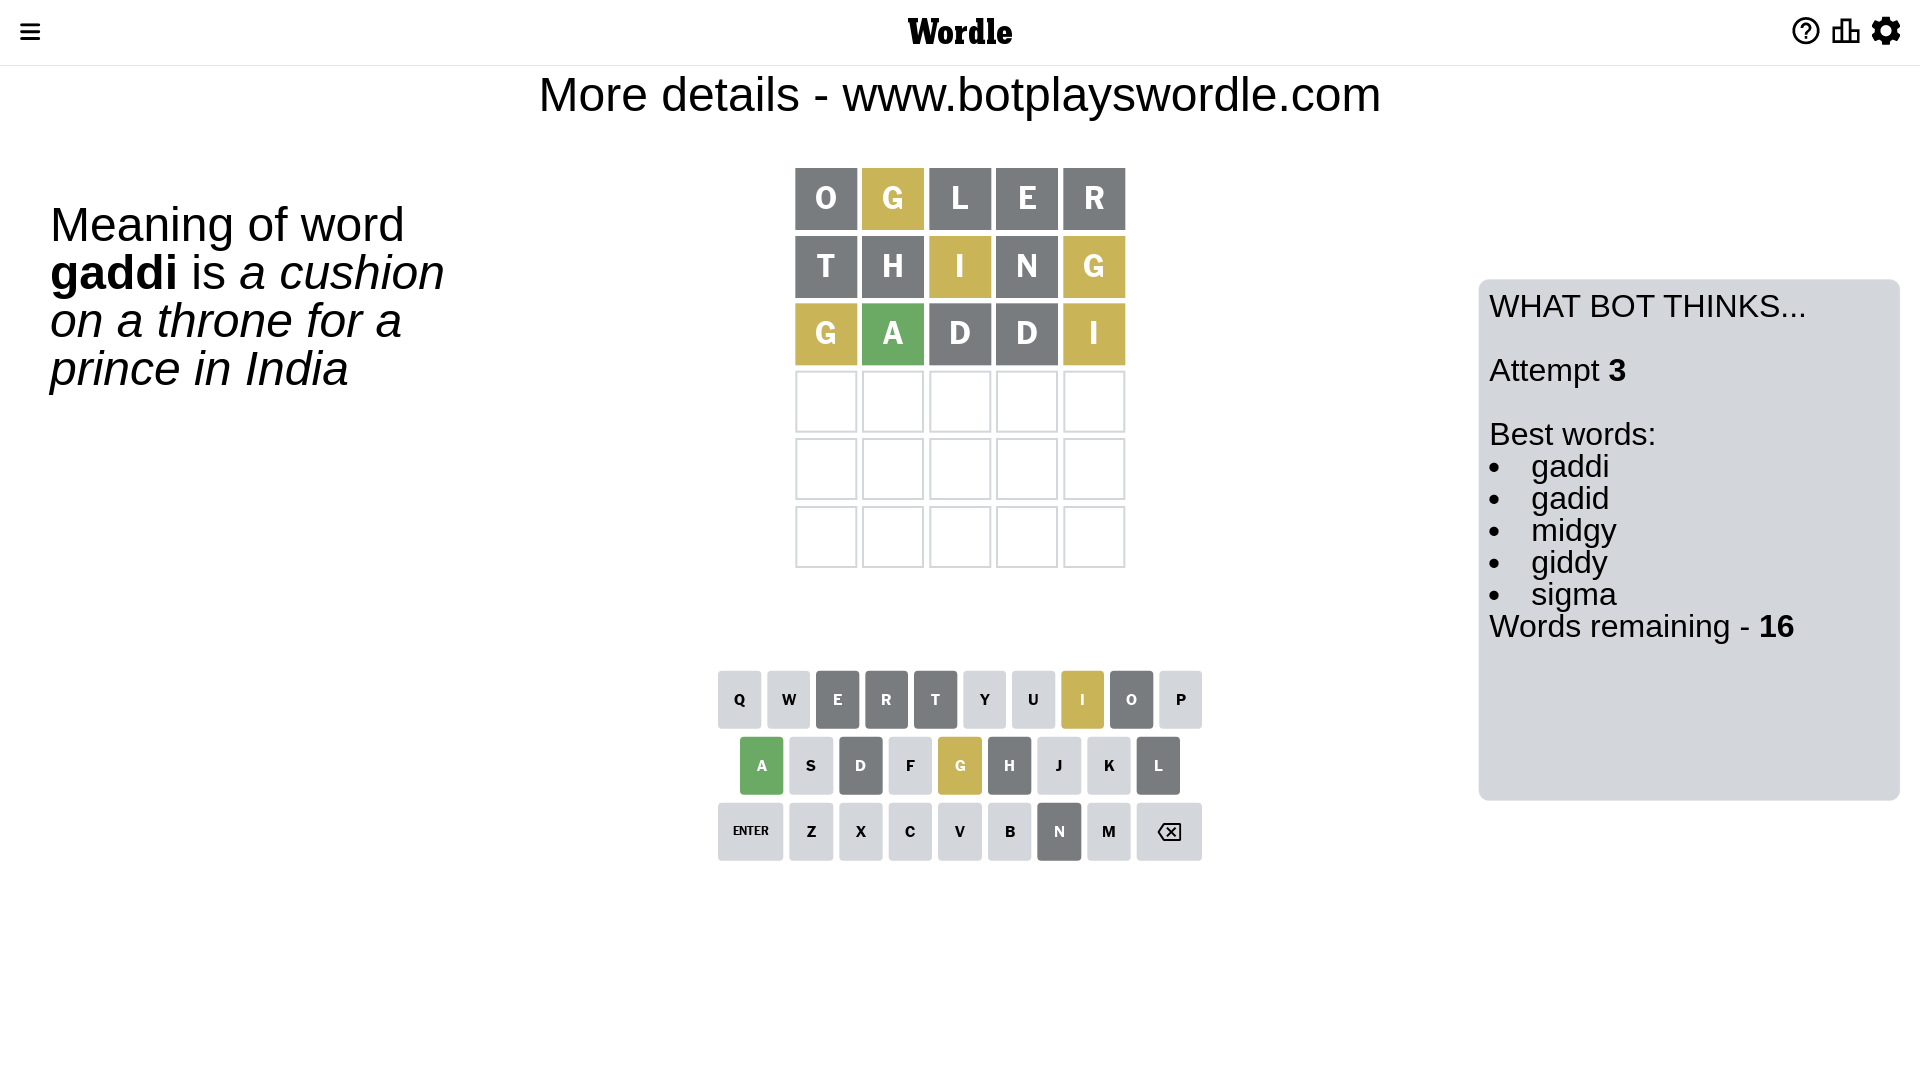 Wordle
More details - www.botplayswordle.com
Meaning of word
gaddi is a cushion
on a throne for a
prince in India
O G L E R
T H I N G
G A D D I
WHAT BOT THINKS...
Attempt 3
Best words:
• gaddi
• gadid
• midgy
• giddy
• sigma
Words remaining - 16
Q W E R T Y U I O P
A S D F G H J K L
ENTER Z X C V B N M